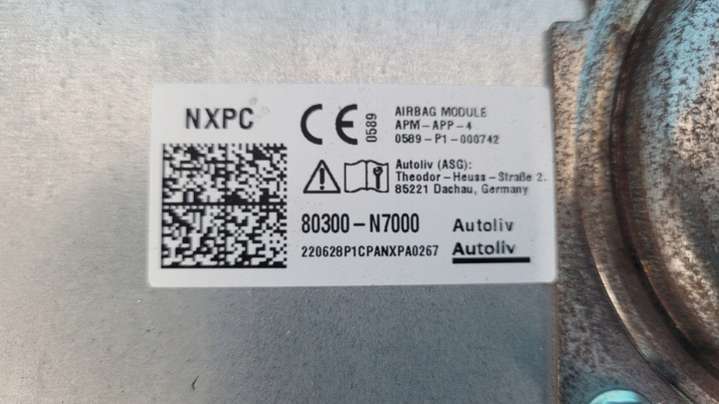 NXPC
CE 0589
AIRBAG MODULE
APM-APP-4
0589-P1-000742
Autoliv (ASG):
Theodor-Heuss-Straße 2.
85221 Dachau, Germany
80300-N7000
Autoliv
220628P1CPANXPA0267
Autoliv